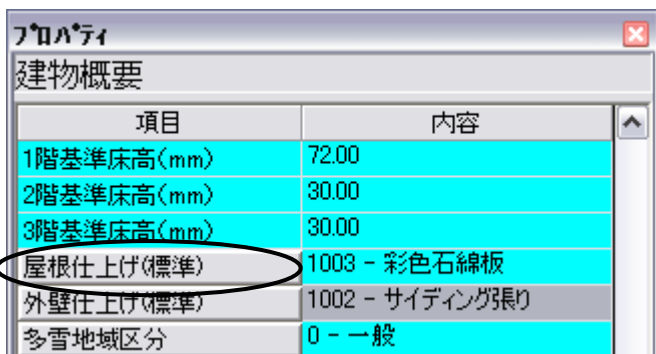 プロパティ
建物概要
項目 内容
1階基準床高(mm) 72.00
2階基準床高(mm) 30.00
3階基準床高(mm) 30.00
屋根仕上げ(標準) 1003 - 彩色石綿板
外壁仕上げ(標準) 1002 - サイディング張り
多雪地域区分 0 - 一般